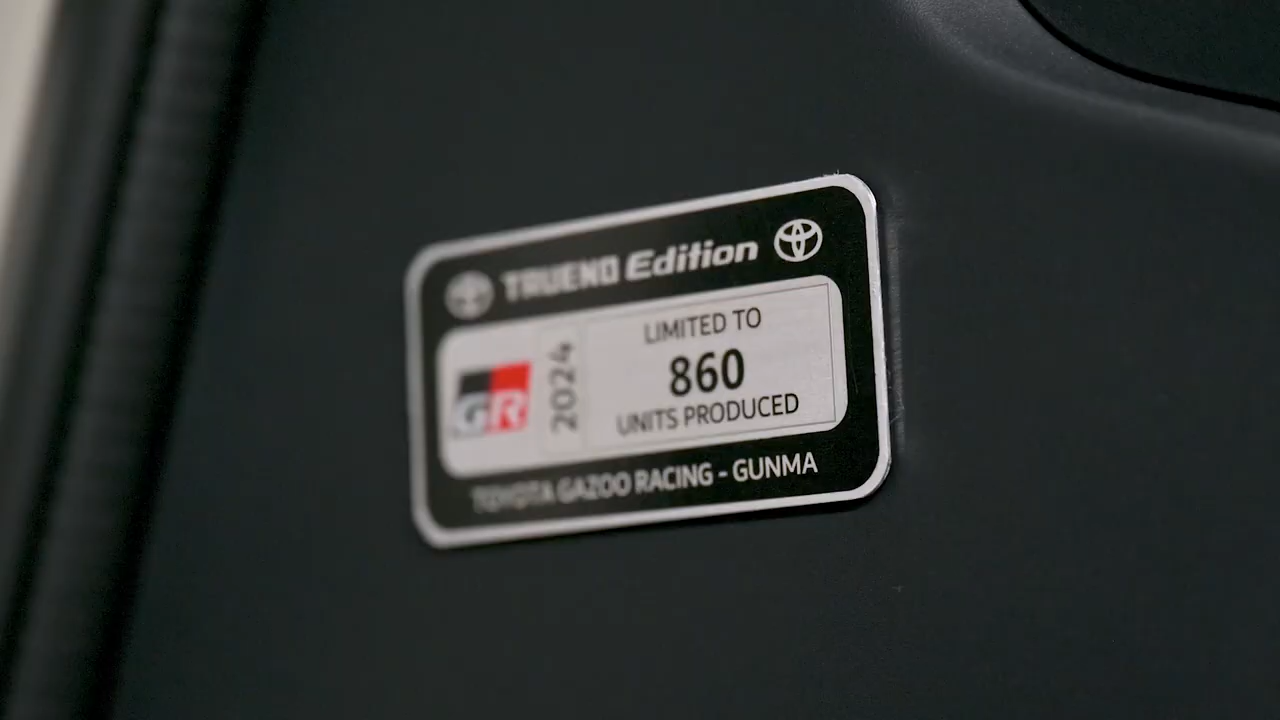 TRUENO Edition
GR
2024
LIMITED TO
860
UNITS PRODUCED
TOYOTA GAZOO RACING - GUNMA